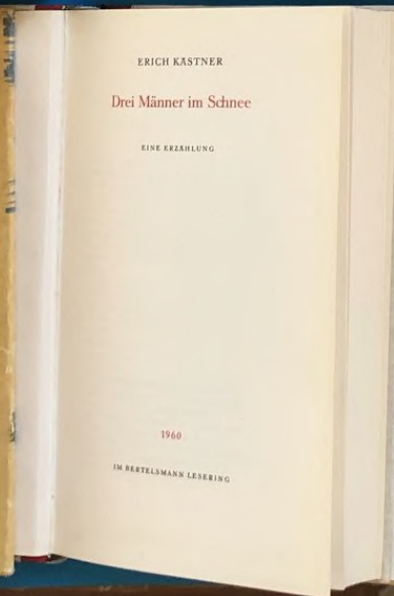 ERICH KÄSTNER
Drei Männer im Schnee
EINE ERZÄHLUNG
1960
IM BERTELSMANN LESERING